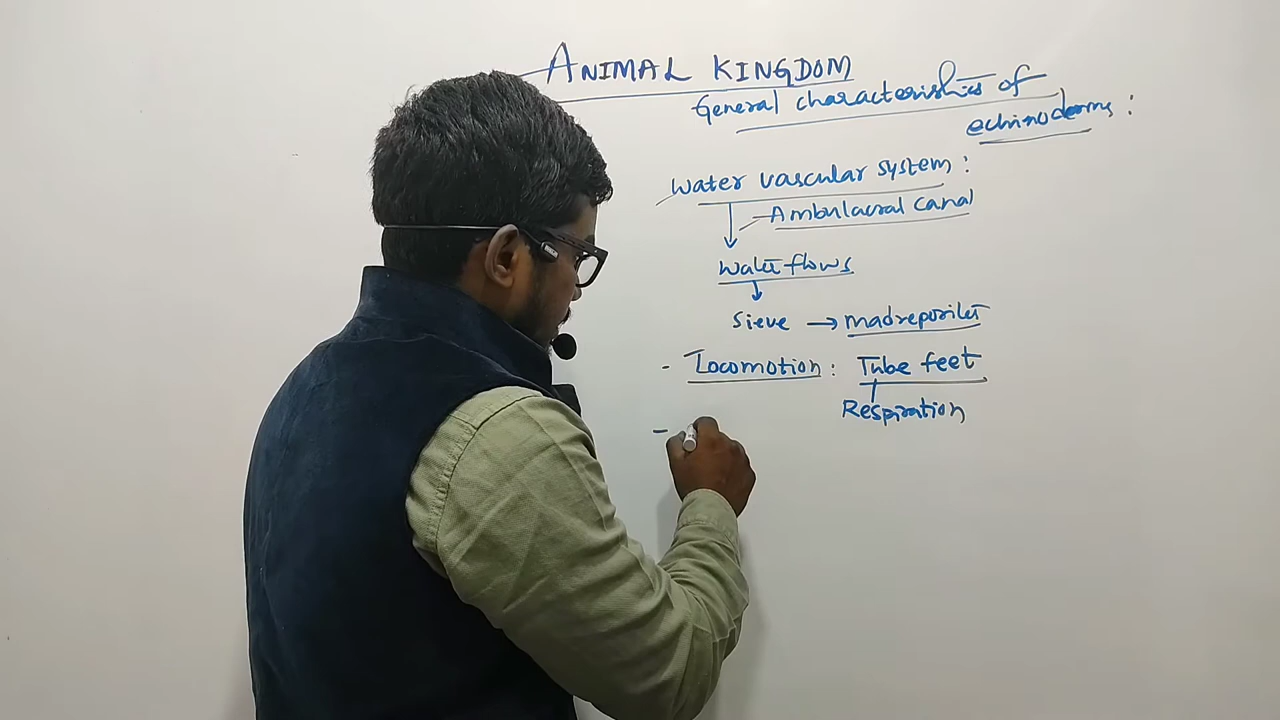 ANIMAL KINGDOM
General characteristics of
echinoderms :
Water vascular system :
Ambulacral canal
Water flows
Sieve → madreporite
- Locomotion : Tube feet
Respiration
-